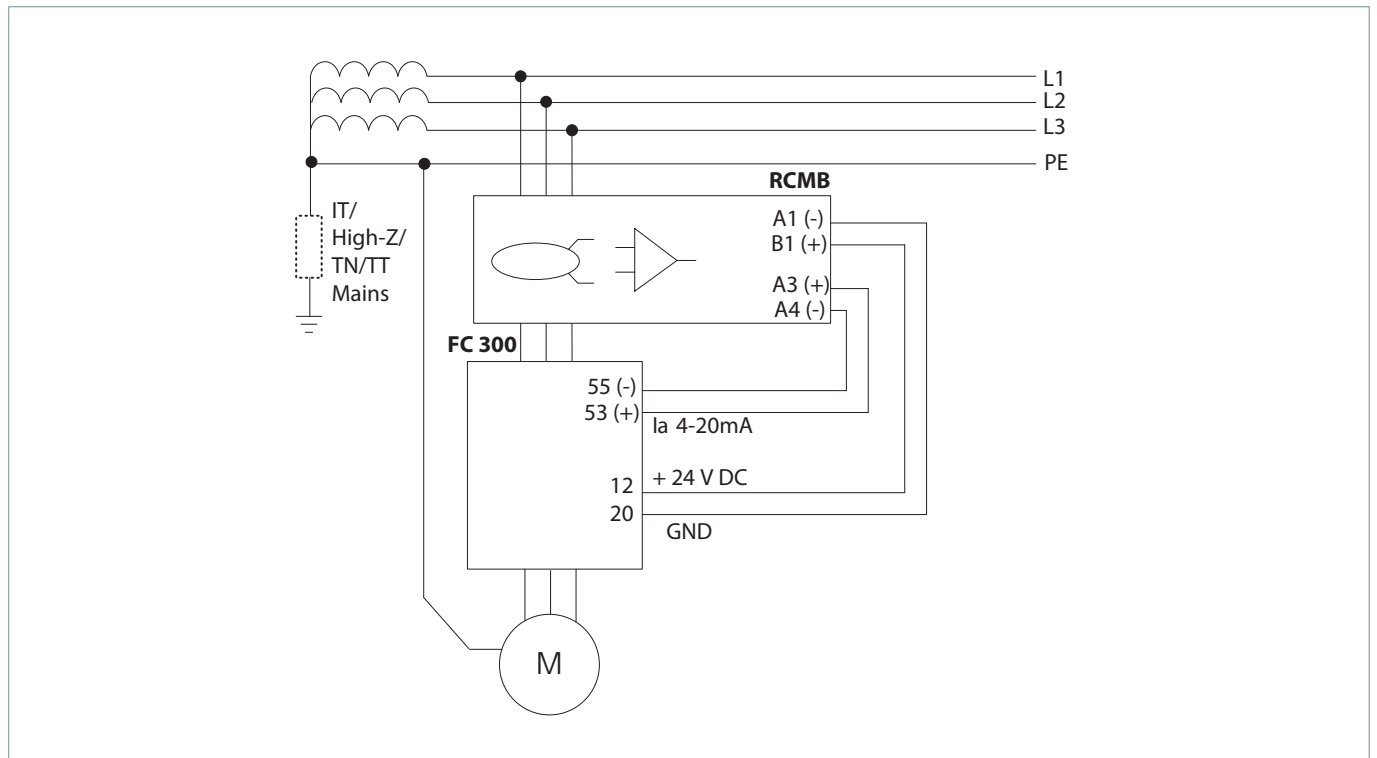 L1
L2
L3
PE
RCMB
IT/
High-Z/
TN/TT
Mains
A1 (-)
B1 (+)
A3 (+)
A4 (-)
FC 300
55 (-)
53 (+)
Ia 4-20mA
12
+ 24 V DC
20
GND
M